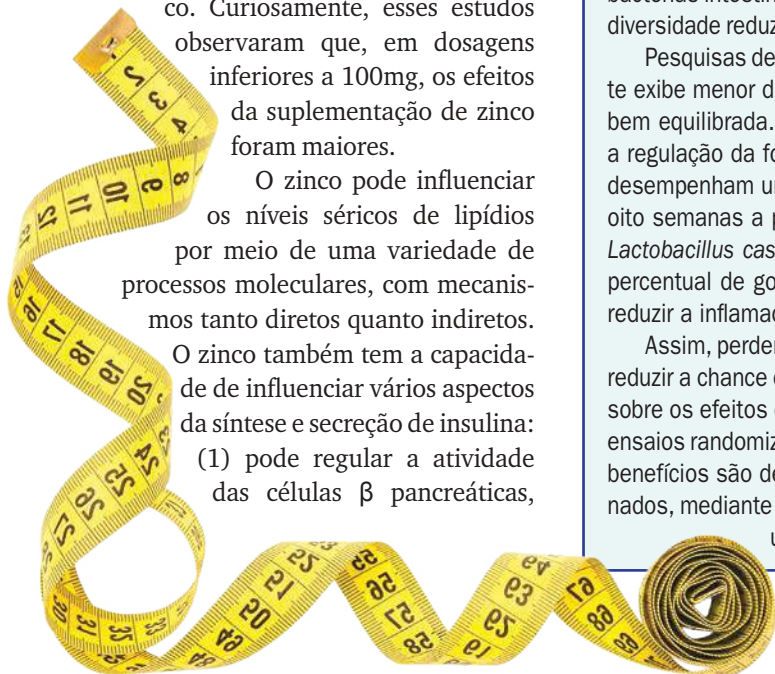 co. Curiosamente, esses estudos
observaram que, em dosagens
inferiores a 100mg, os efeitos
da suplementação de zinco
foram maiores.
O zinco pode influenciar
os níveis séricos de lipídios
por meio de uma variedade de
processos moleculares, com mecanis-
mos tanto diretos quanto indiretos.
O zinco também tem a capacida-
de de influenciar vários aspectos
da síntese e secreção de insulina:
(1) pode regular a atividade
das células β pancreáticas,
diversidade reduz
Pesquisas de
te exibe menor d
bem equilibrada.
a regulação da fo
desempenham u
oito semanas a p
Lactobacillus cas
percentual de go
reduzir a inflamaç
Assim, perder
reduzir a chance
sobre os efeitos
ensaios randomiz
benefícios são de
nados, mediante
u